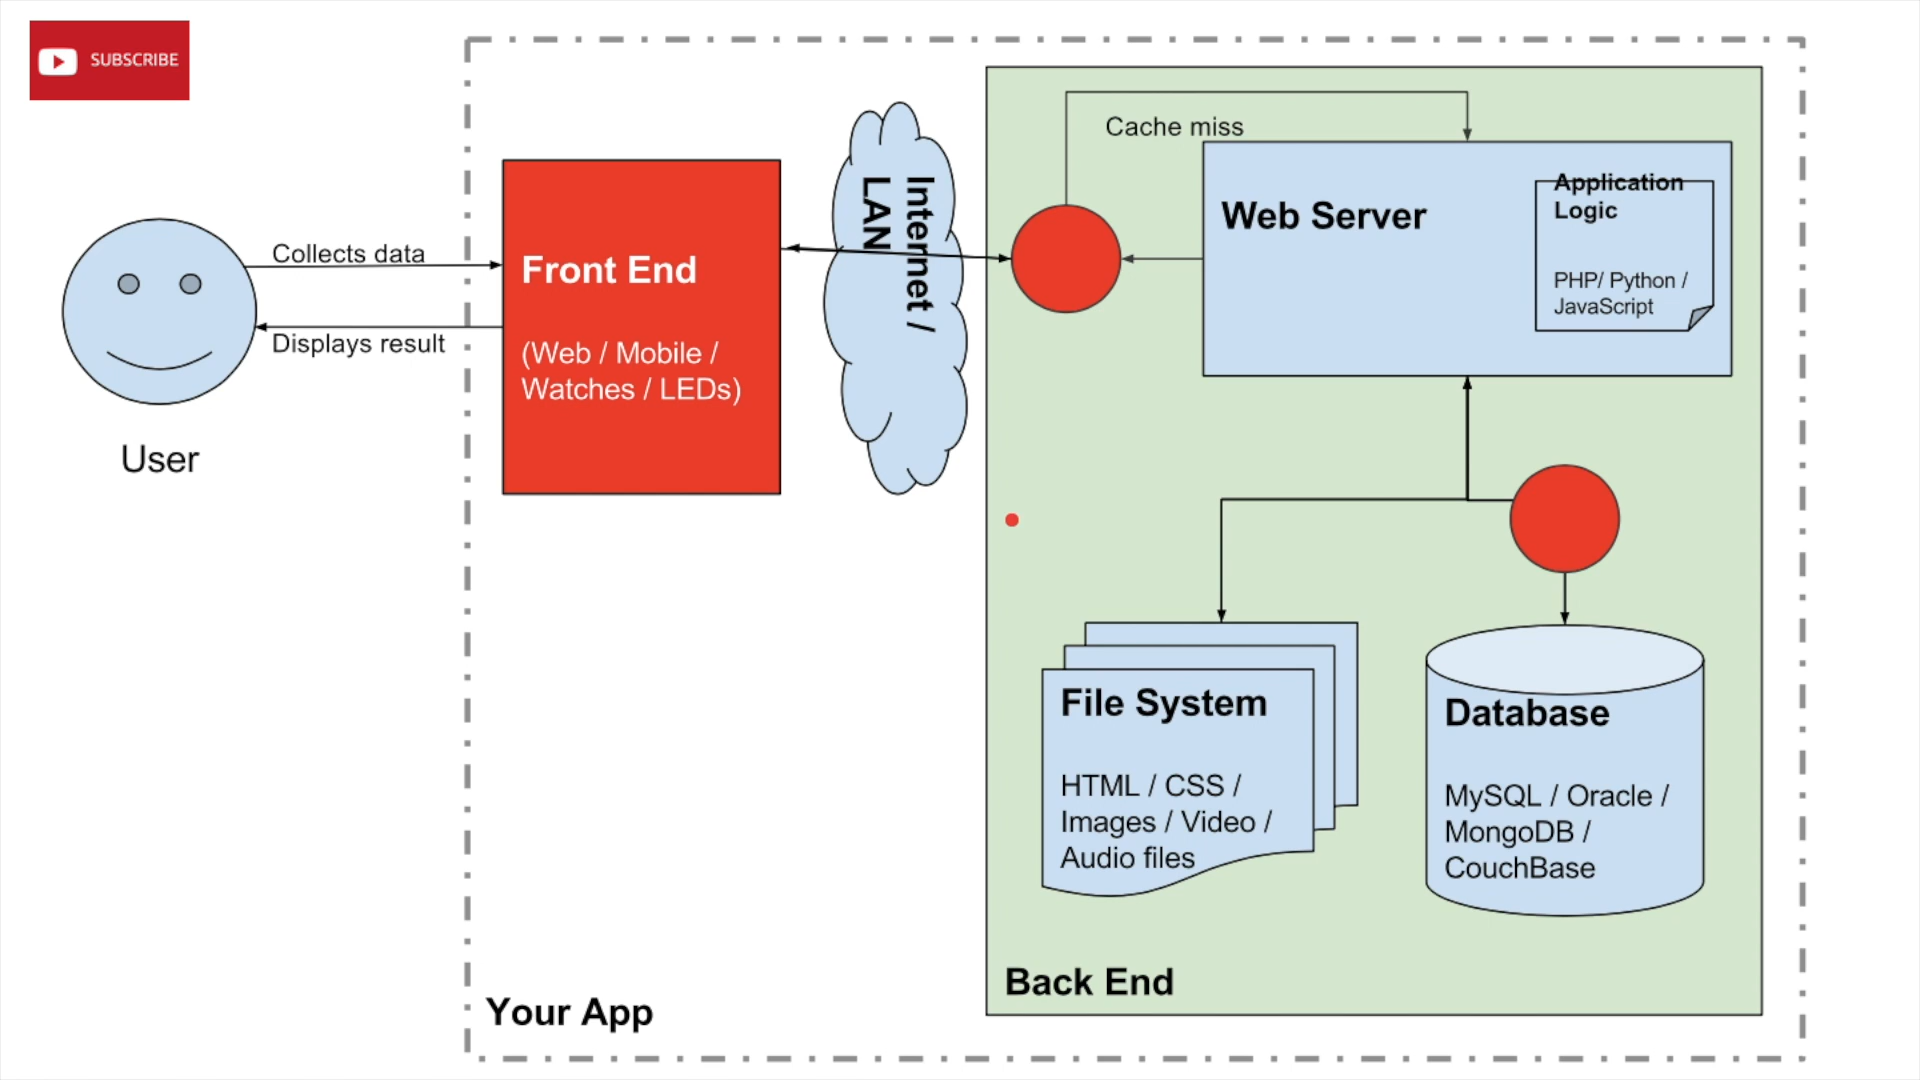 SUBSCRIBE
Collects data
Displays result
User
Front End
(Web / Mobile /
Watches / LEDs)
Internet /
LAN
Cache miss
Web Server
Application
Logic
PHP/ Python /
JavaScript
File System
HTML / CSS /
Images / Video /
Audio files
Database
MySQL / Oracle /
MongoDB /
CouchBase
Back End
Your App